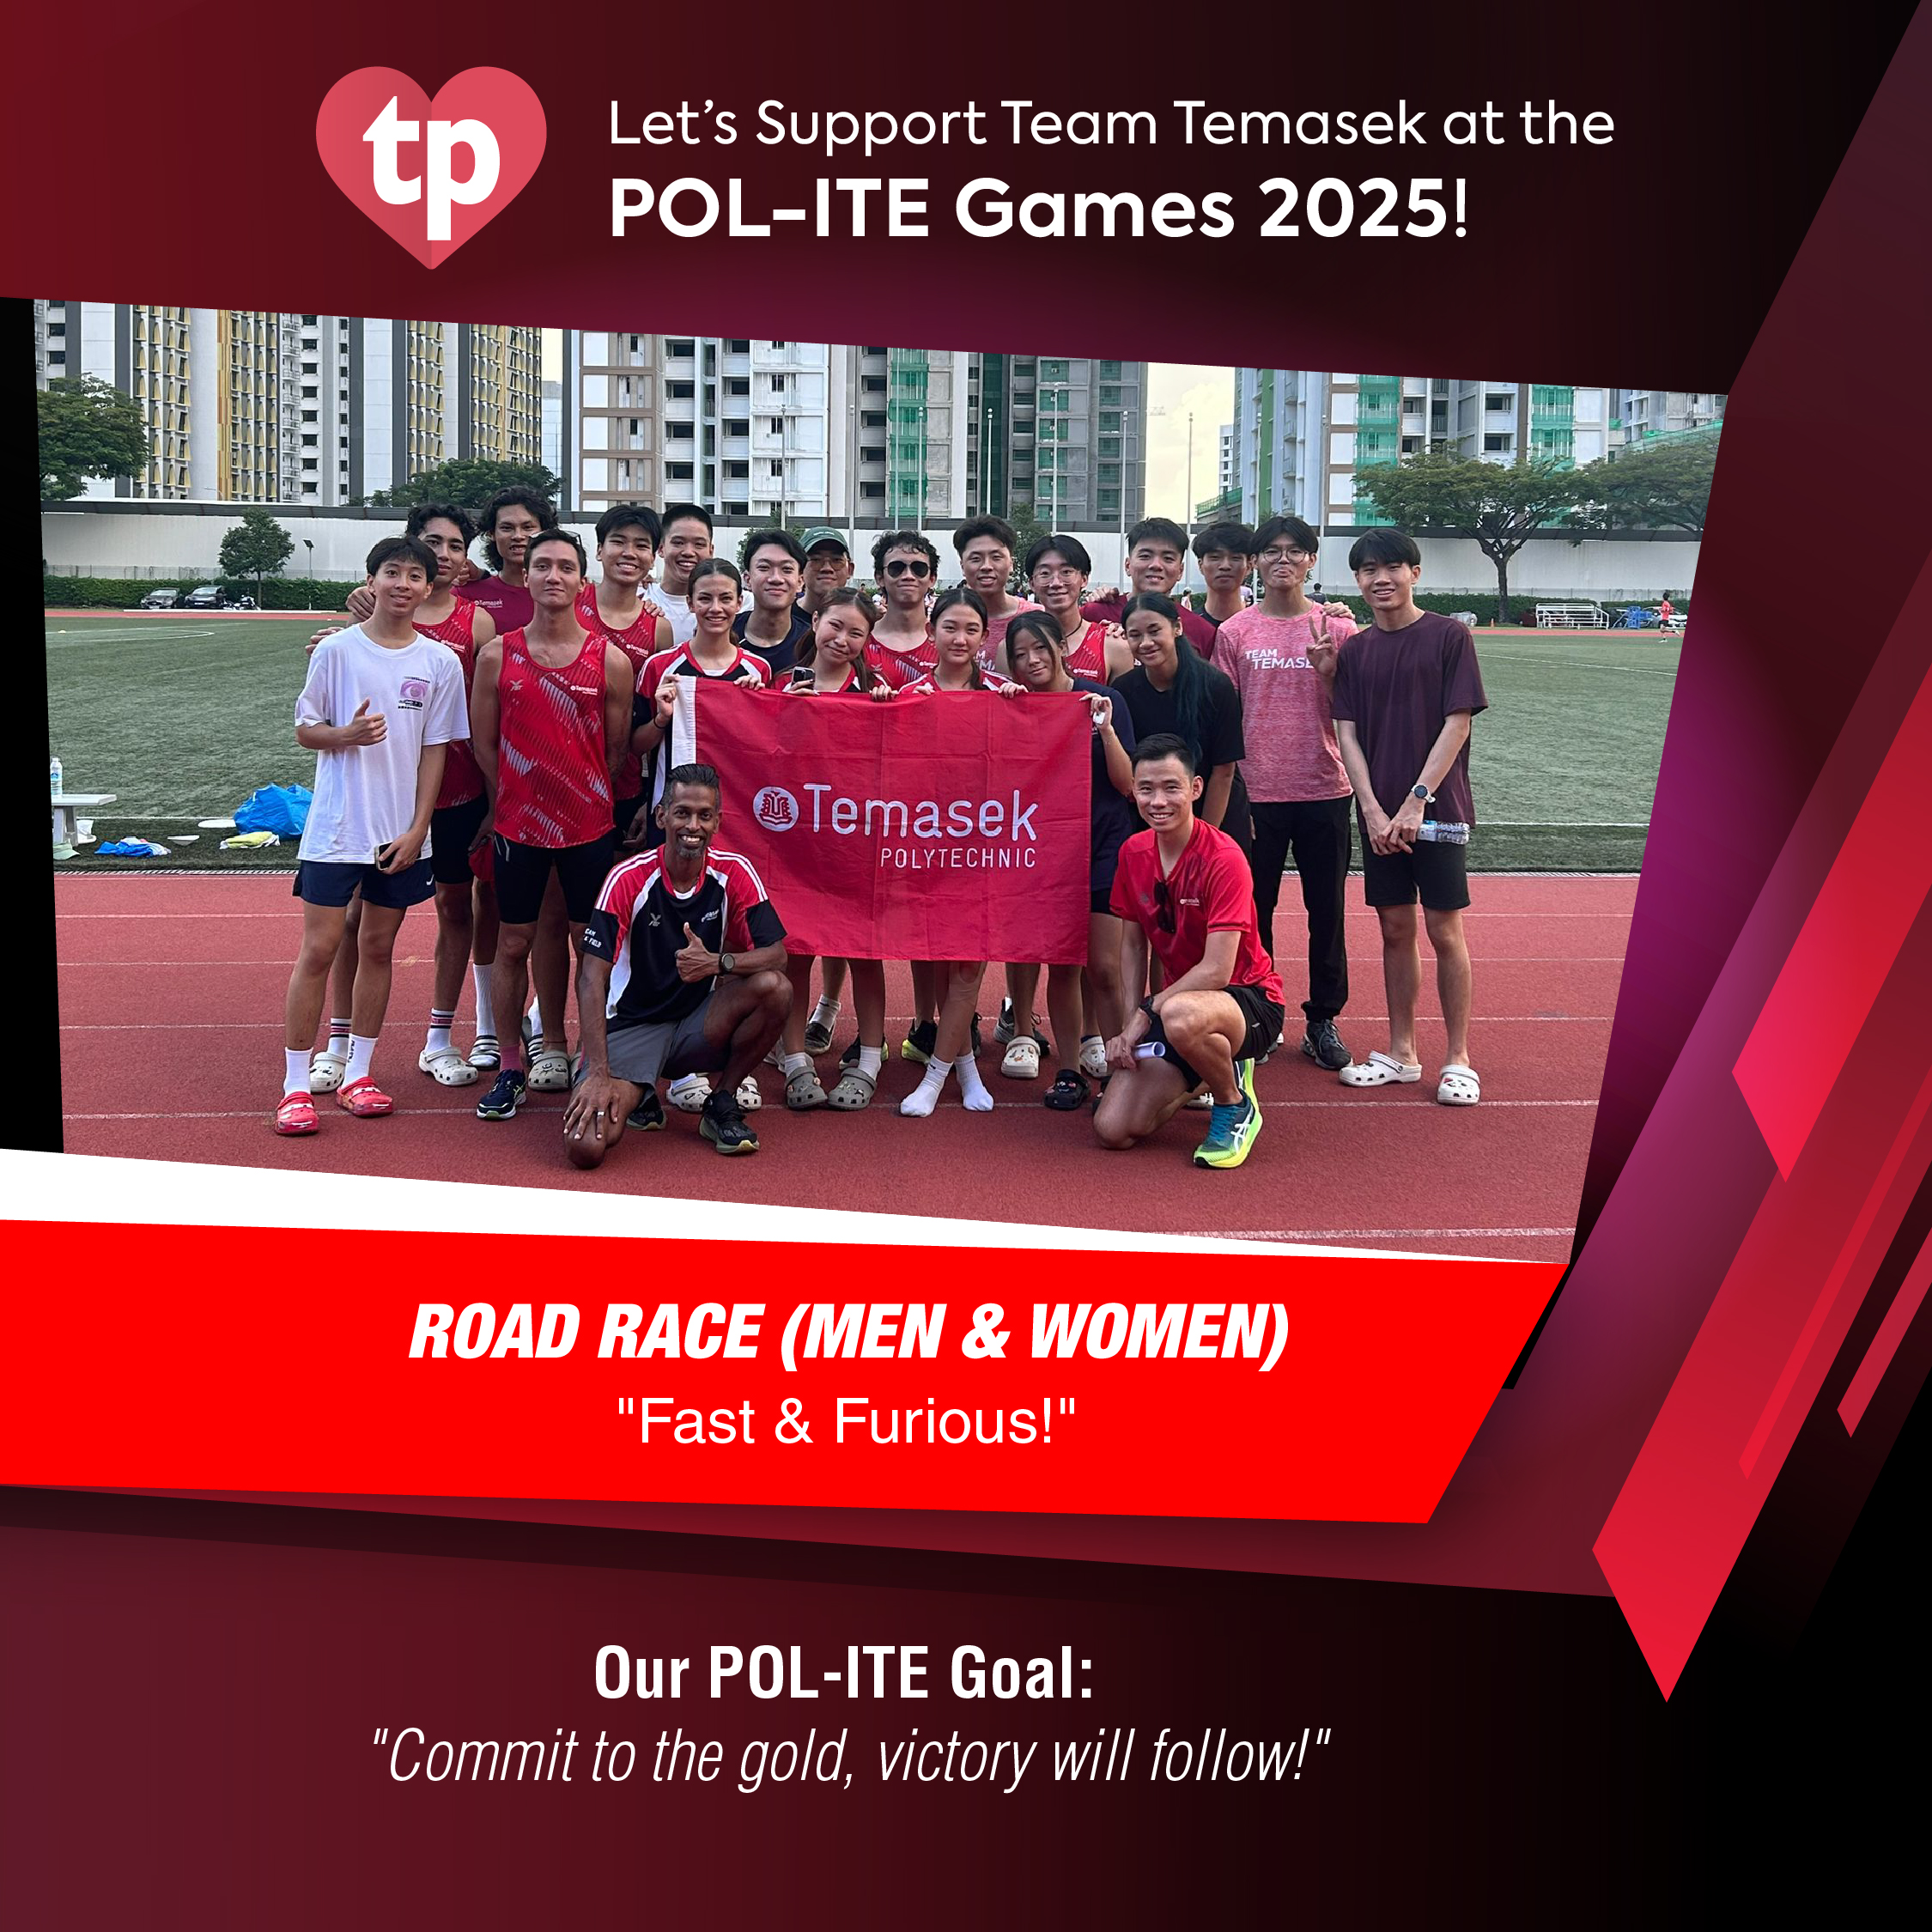 tp
Let's Support Team Temasek at the
POL-ITE Games 2025!
TEAM
TEMASE
Temasek
POLYTECHNIC
ROAD RACE (MEN & WOMEN)
"Fast & Furious!"
Our POL-ITE Goal:
"Commit to the gold, victory will follow!"